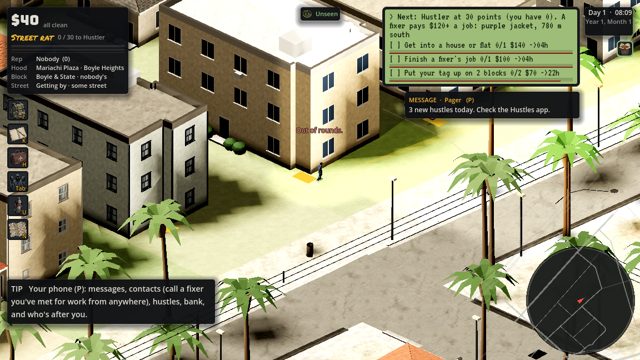 $40 all clean
STREET RAT 0 / 30 to Hustler
Rep Nobody (0)
Hood Mariachi Plaza · Boyle Heights
Block Boyle & State · nobody's
Street Getting by · some street
Tab
Unseen
> Next: Hustler at 30 points (you have 0). A
fixer pays $120+ a job: purple jacket, 780 m
south
[ ] Get into a house or flat 0/1 $140 ->04h
[ ] Finish a fixer's job 0/1 $100 ->04h
[ ] Put your tag up on 2 blocks 0/2 $70 ->22h
Day 1 · 08:09
Year 1, Month 1
MESSAGE · Pager (P)
3 new hustles today. Check the Hustles app.
Out of rounds.
TIP Your phone (P): messages, contacts (call a fixer
you've met for work from anywhere), hustles, bank,
and who's after you.